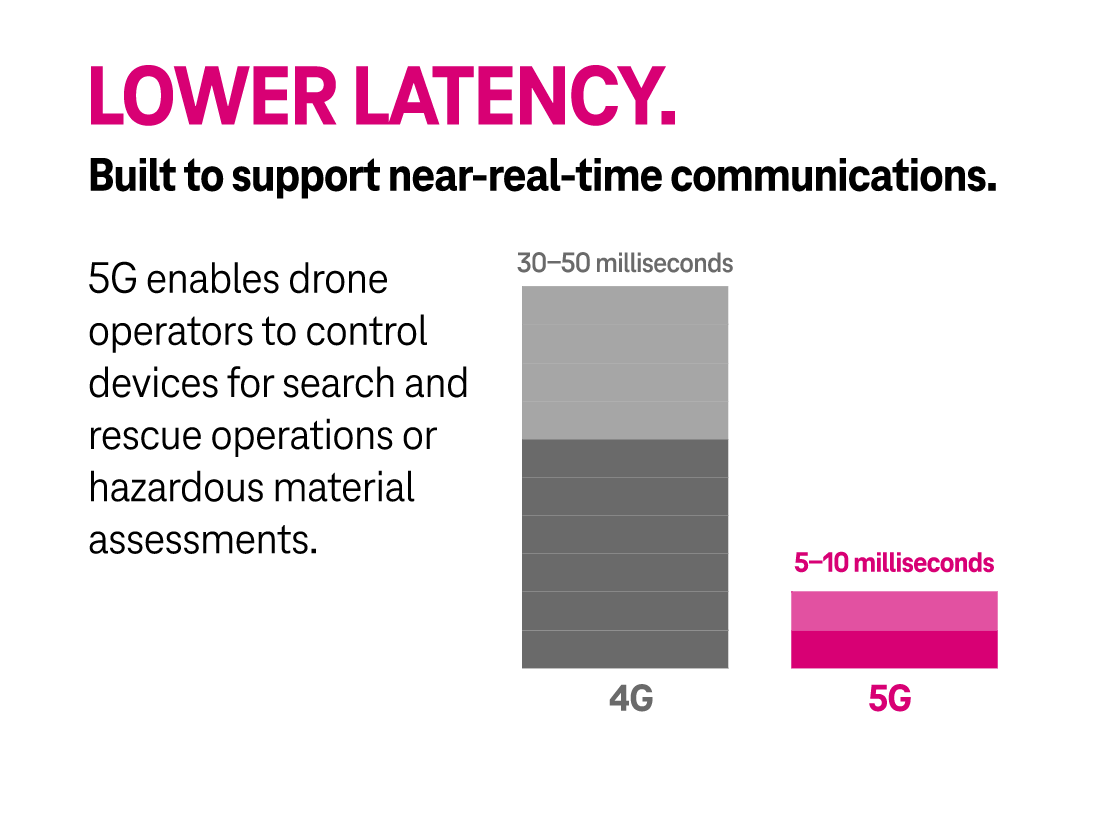 LOWER LATENCY.
Built to support near-real-time communications.
5G enables drone
operators to control
devices for search and
rescue operations or
hazardous material
assessments.
30–50 milliseconds
5–10 milliseconds
4G
5G